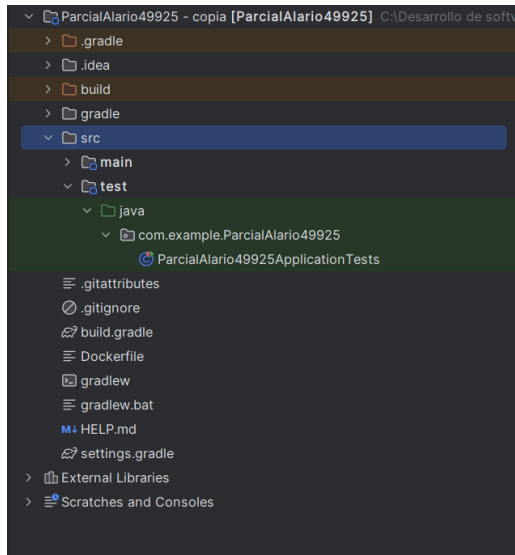 ParcialAlario49925 - copia [ParcialAlario49925] C:\Desarrollo de softw
.gradle
.idea
build
gradle
src
main
test
java
com.example.ParcialAlario49925
ParcialAlario49925ApplicationTests
.gitattributes
.gitignore
build.gradle
Dockerfile
gradlew
gradlew.bat
M↓ HELP.md
settings.gradle
External Libraries
Scratches and Consoles